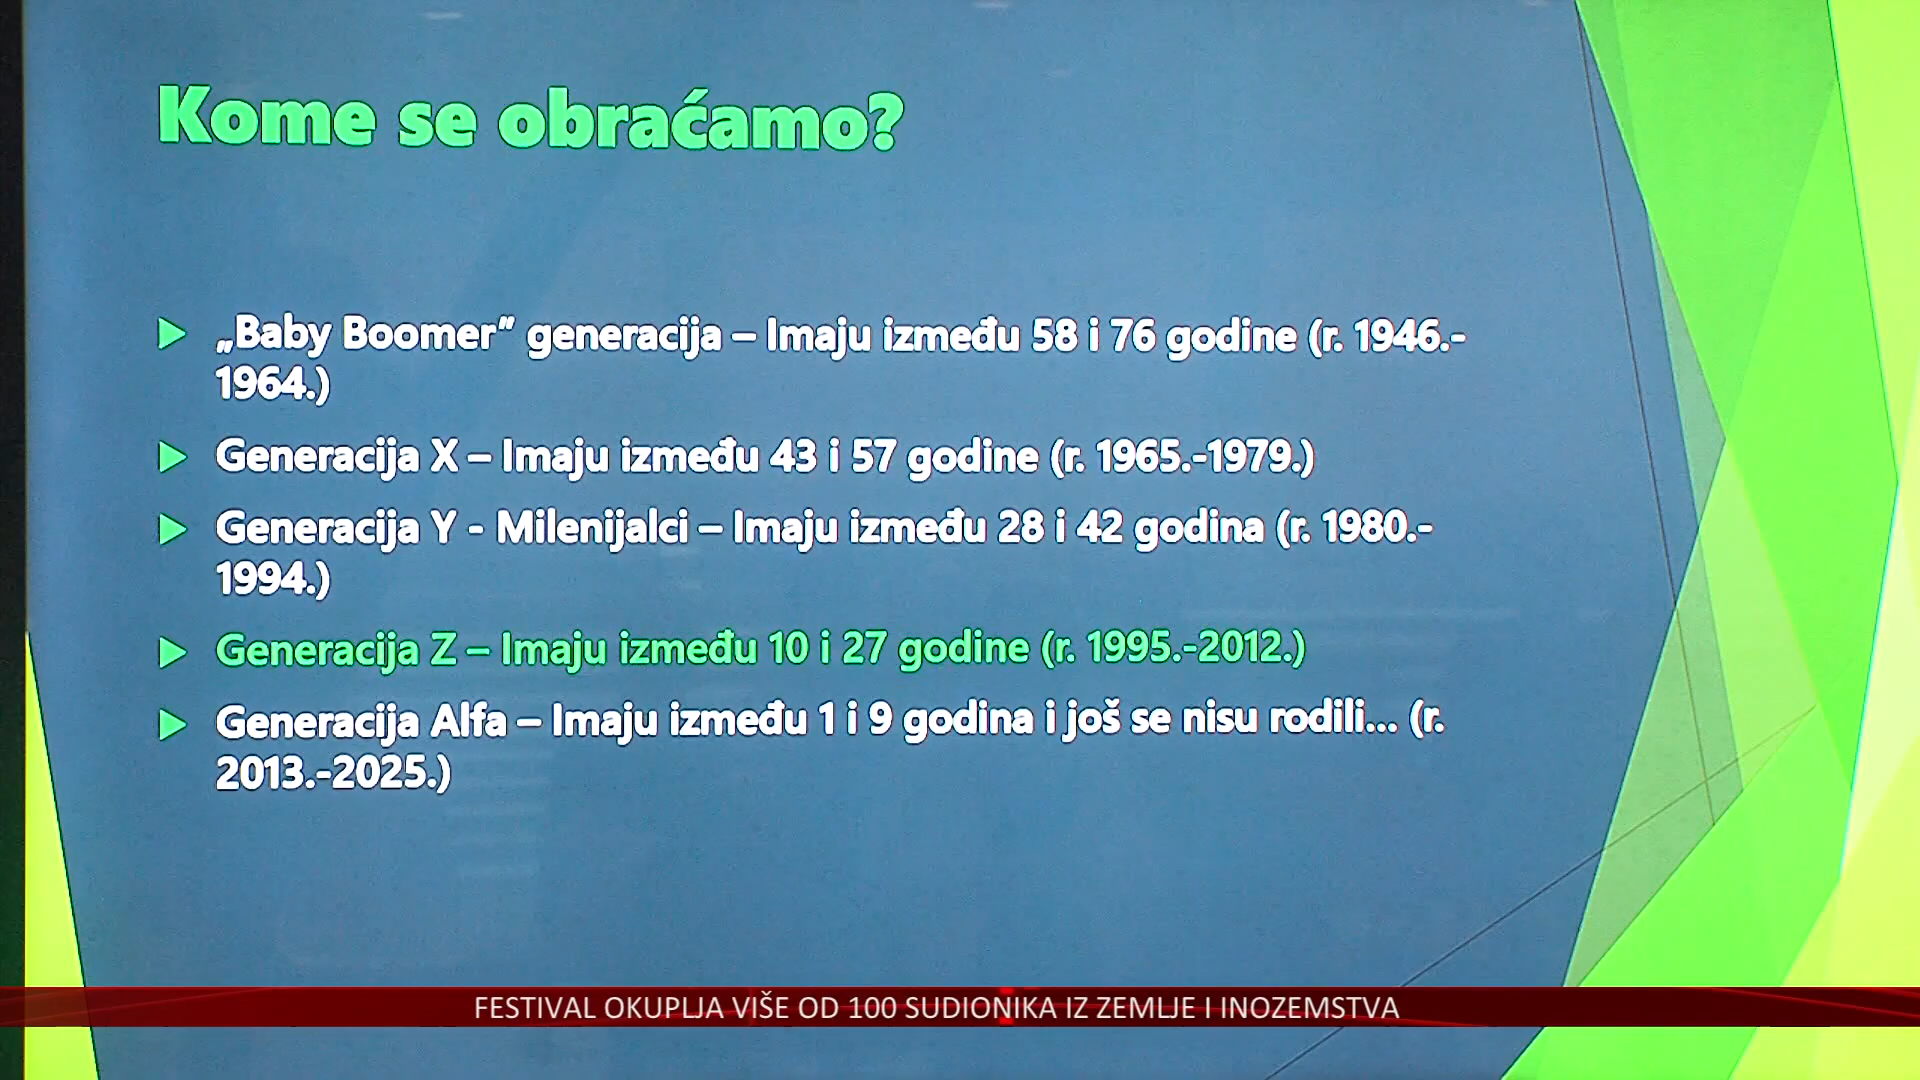 Kome se obraćamo?
„Baby Boomer” generacija – Imaju između 58 i 76 godine (r. 1946.-
1964.)
Generacija X – Imaju između 43 i 57 godine (r. 1965.-1979.)
Generacija Y - Milenijalci – Imaju između 28 i 42 godina (r. 1980.-
1994.)
Generacija Z – Imaju između 10 i 27 godine (r. 1995.-2012.)
Generacija Alfa – Imaju između 1 i 9 godina i još se nisu rodili... (r.
2013.-2025.)
FESTIVAL OKUPLJA VIŠE OD 100 SUDIONIKA IZ ZEMLJE I INOZEMSTVA